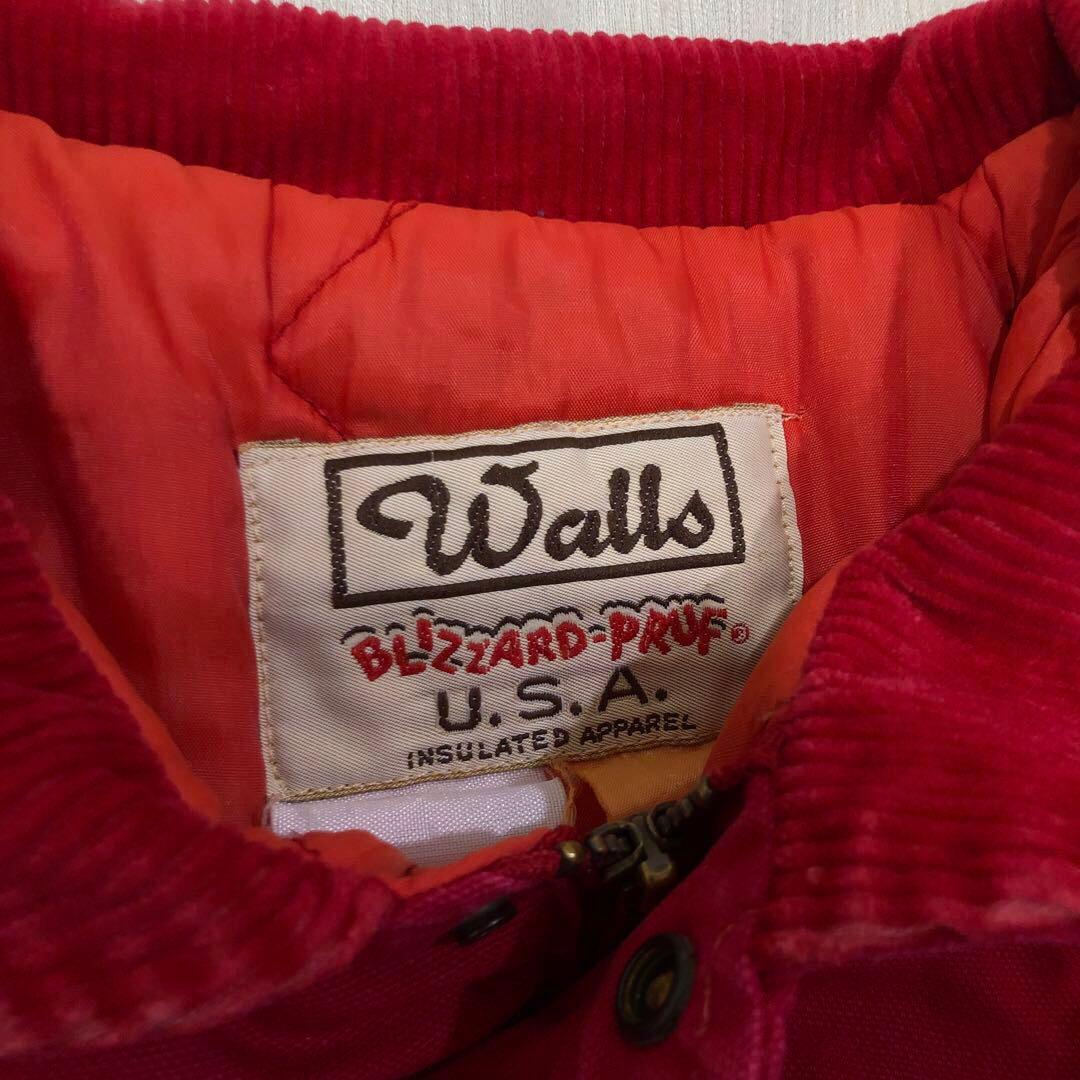 Walls
BLIZZARD-PRUF®
U.S.A.
INSULATED APPAREL